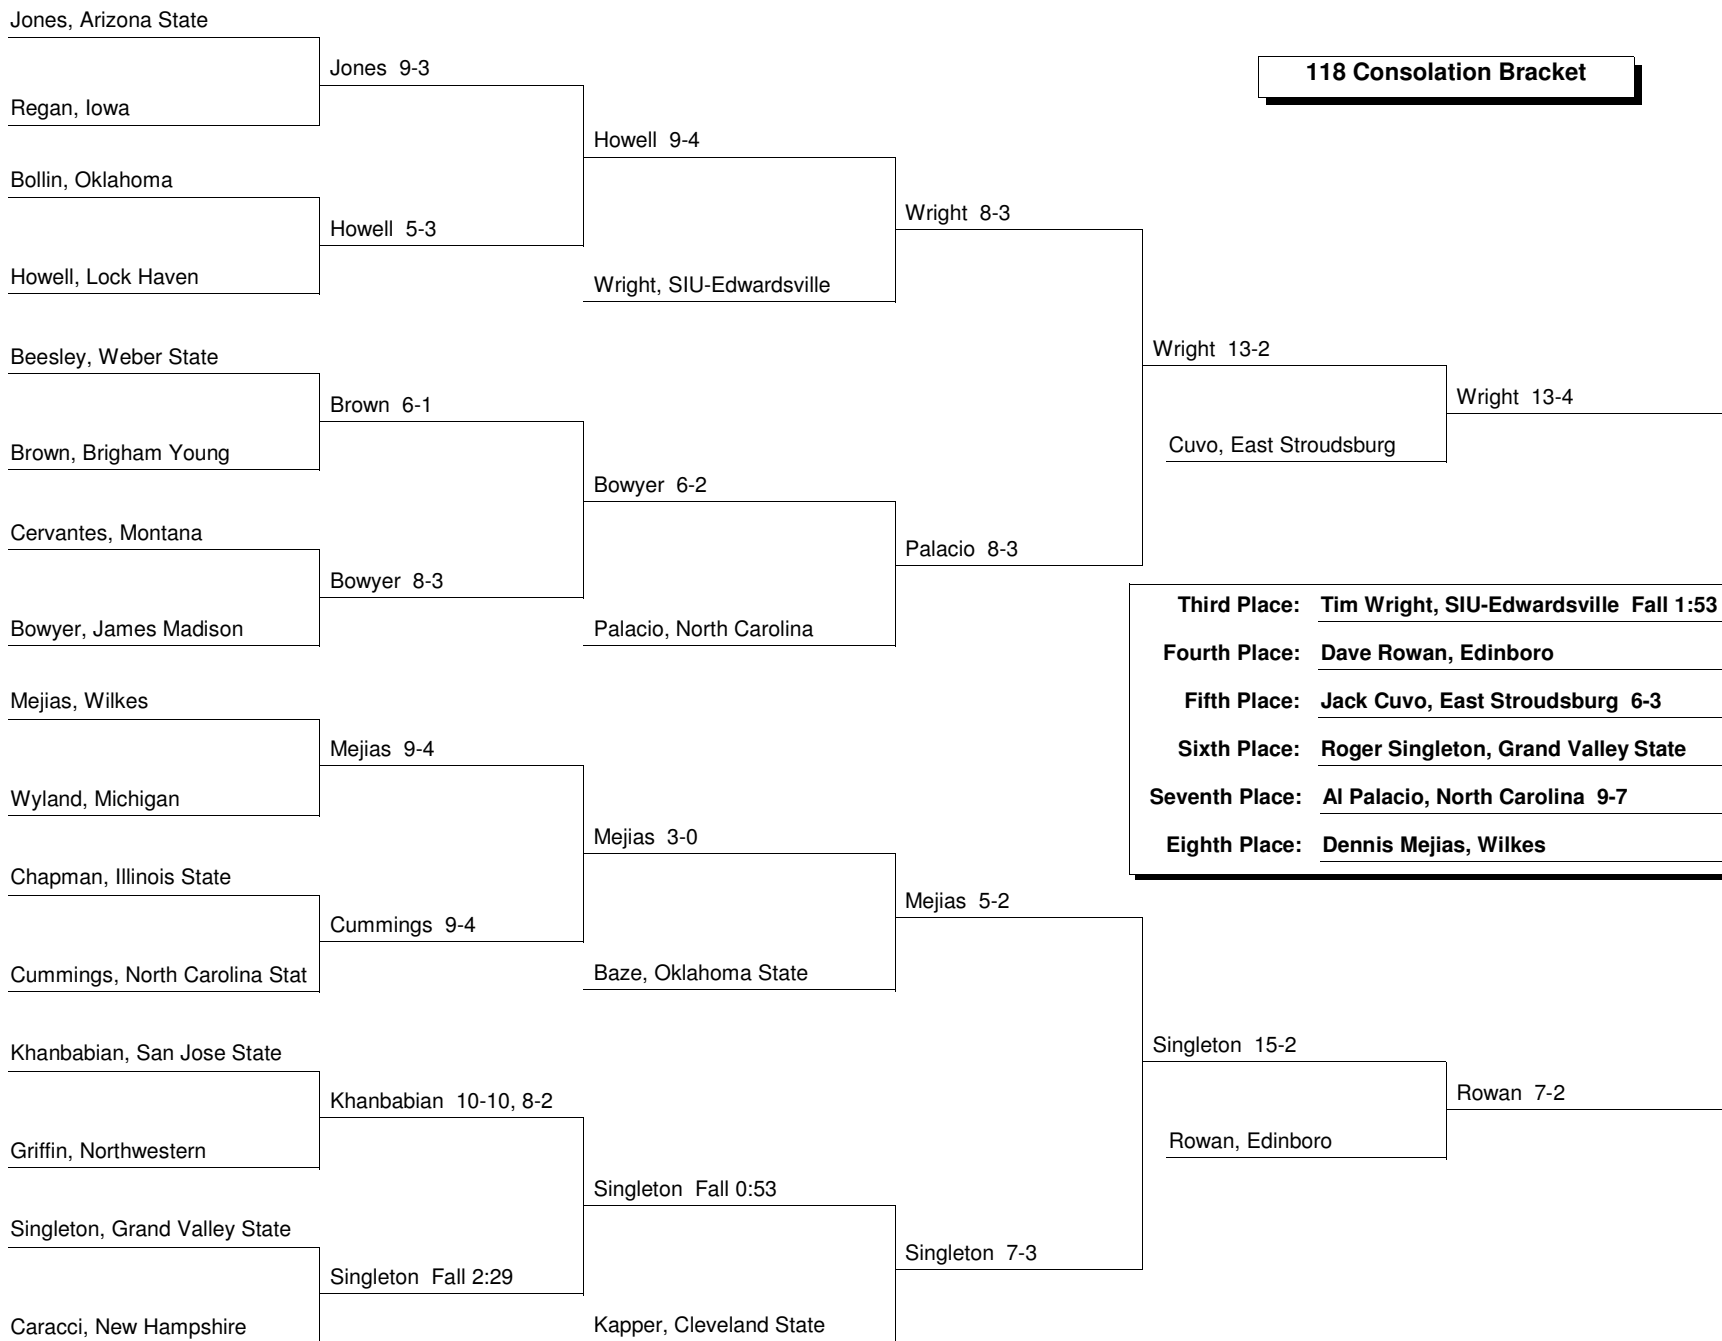 Jones, Arizona State
Jones  9-3
118 Consolation Bracket
Regan, Iowa
Howell  9-4
Bollin, Oklahoma
Wright  8-3
Howell  5-3
Howell, Lock Haven
Wright, SIU-Edwardsville
Beesley, Weber State
Wright  13-2
Brown  6-1
Wright  13-4
Brown, Brigham Young
Cuvo, East Stroudsburg
Bowyer  6-2
Cervantes, Montana
Palacio  8-3
Bowyer  8-3
Bowyer, James Madison
Palacio, North Carolina
Third Place: Tim Wright, SIU-Edwardsville  Fall 1:53
Fourth Place: Dave Rowan, Edinboro
Fifth Place: Jack Cuvo, East Stroudsburg  6-3
Sixth Place: Roger Singleton, Grand Valley State
Seventh Place: Al Palacio, North Carolina  9-7
Eighth Place: Dennis Mejias, Wilkes
Mejias, Wilkes
Mejias  9-4
Wyland, Michigan
Mejias  3-0
Chapman, Illinois State
Mejias  5-2
Cummings  9-4
Cummings, North Carolina Stat
Baze, Oklahoma State
Khanbabian, San Jose State
Singleton  15-2
Khanbabian  10-10, 8-2
Rowan  7-2
Griffin, Northwestern
Rowan, Edinboro
Singleton  Fall 0:53
Singleton, Grand Valley State
Singleton  7-3
Singleton  Fall 2:29
Caracci, New Hampshire
Kapper, Cleveland State